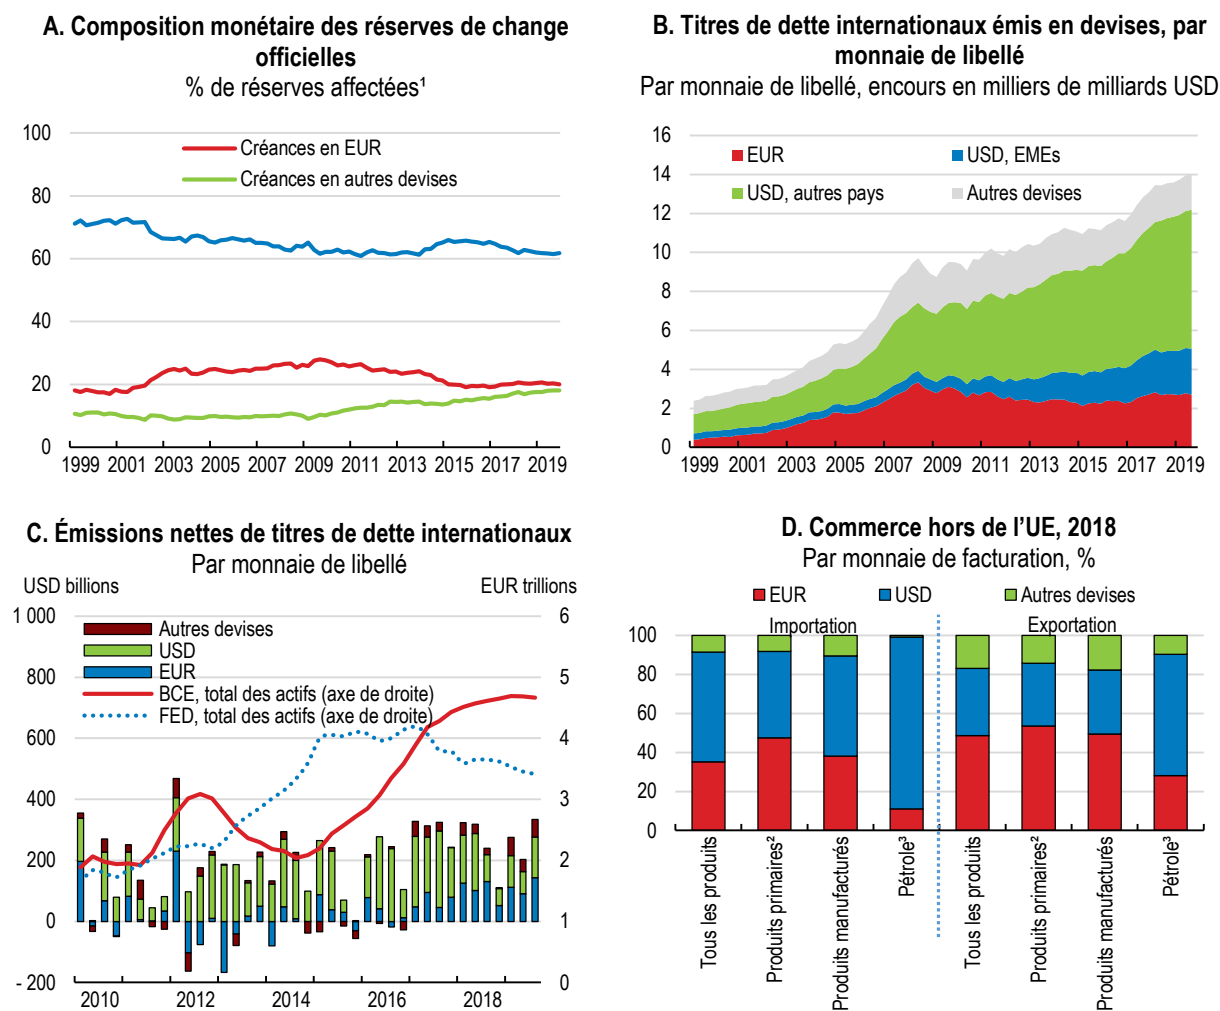 A. Composition monétaire des réserves de change
officielles
% de réserves affectées¹
100
80
60
40
20
0
Créances en EUR
Créances en autres devises
1999 2001 2003 2005 2007 2009 2011 2013 2015 2017 2019
B. Titres de dette internationaux émis en devises, par
monnaie de libellé
Par monnaie de libellé, encours en milliers de milliards USD
16
14
12
10
8
6
4
2
0
EUR
USD, EMEs
USD, autres pays
Autres devises
1999 2001 2003 2005 2007 2009 2011 2013 2015 2017 2019
C. Émissions nettes de titres de dette internationaux
Par monnaie de libellé
USD billions
EUR trillions
1 000
800
600
400
200
0
- 200
6
5
4
3
2
1
0
Autres devises
USD
EUR
BCE, total des actifs (axe de droite)
FED, total des actifs (axe de droite)
2010 2012 2014 2016 2018
D. Commerce hors de l'UE, 2018
Par monnaie de facturation, %
EUR
USD
Autres devises
Importation
Exportation
100
80
60
40
20
0
Tous les produits
Produits primaires²
Produits manufacturés
Pétrole³
Tous les produits
Produits primaires²
Produits manufacturés
Pétrole³